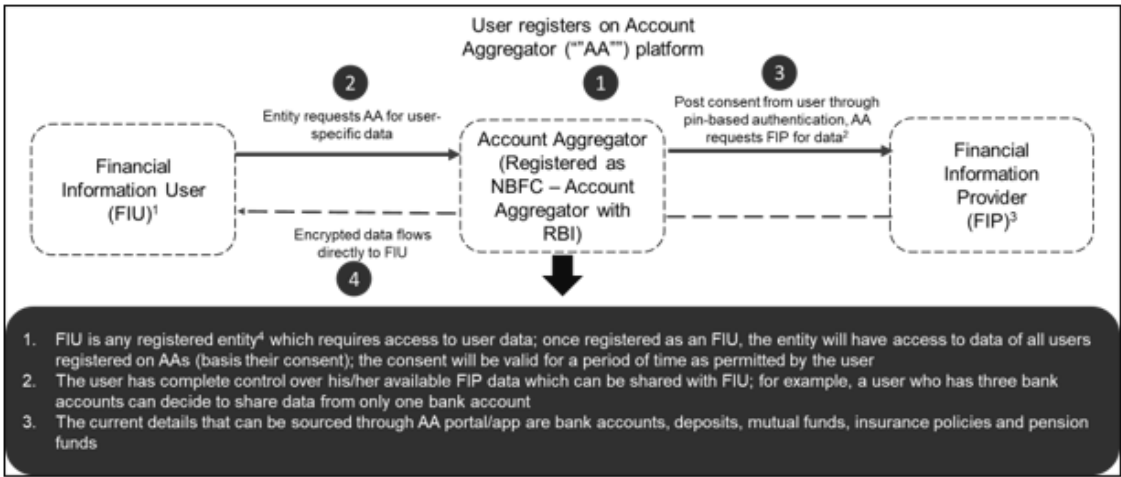 User registers on Account
Aggregator (“”AA””) platform
1
2
Entity requests AA for user-
specific data
3
Post consent from user through
pin-based authentication, AA
requests FIP for data2
Financial
Information User
(FIU)1
Account Aggregator
(Registered as
NBFC – Account
Aggregator with
RBI)
Financial
Information
Provider
(FIP)3
Encrypted data flows
directly to FIU
4
1. FIU is any registered entity4 which requires access to user data; once registered as an FIU, the entity will have access to data of all users
registered on AAs (basis their consent); the consent will be valid for a period of time as permitted by the user
2. The user has complete control over his/her available FIP data which can be shared with FIU; for example, a user who has three bank
accounts can decide to share data from only one bank account
3. The current details that can be sourced through AA portal/app are bank accounts, deposits, mutual funds, insurance policies and pension
funds